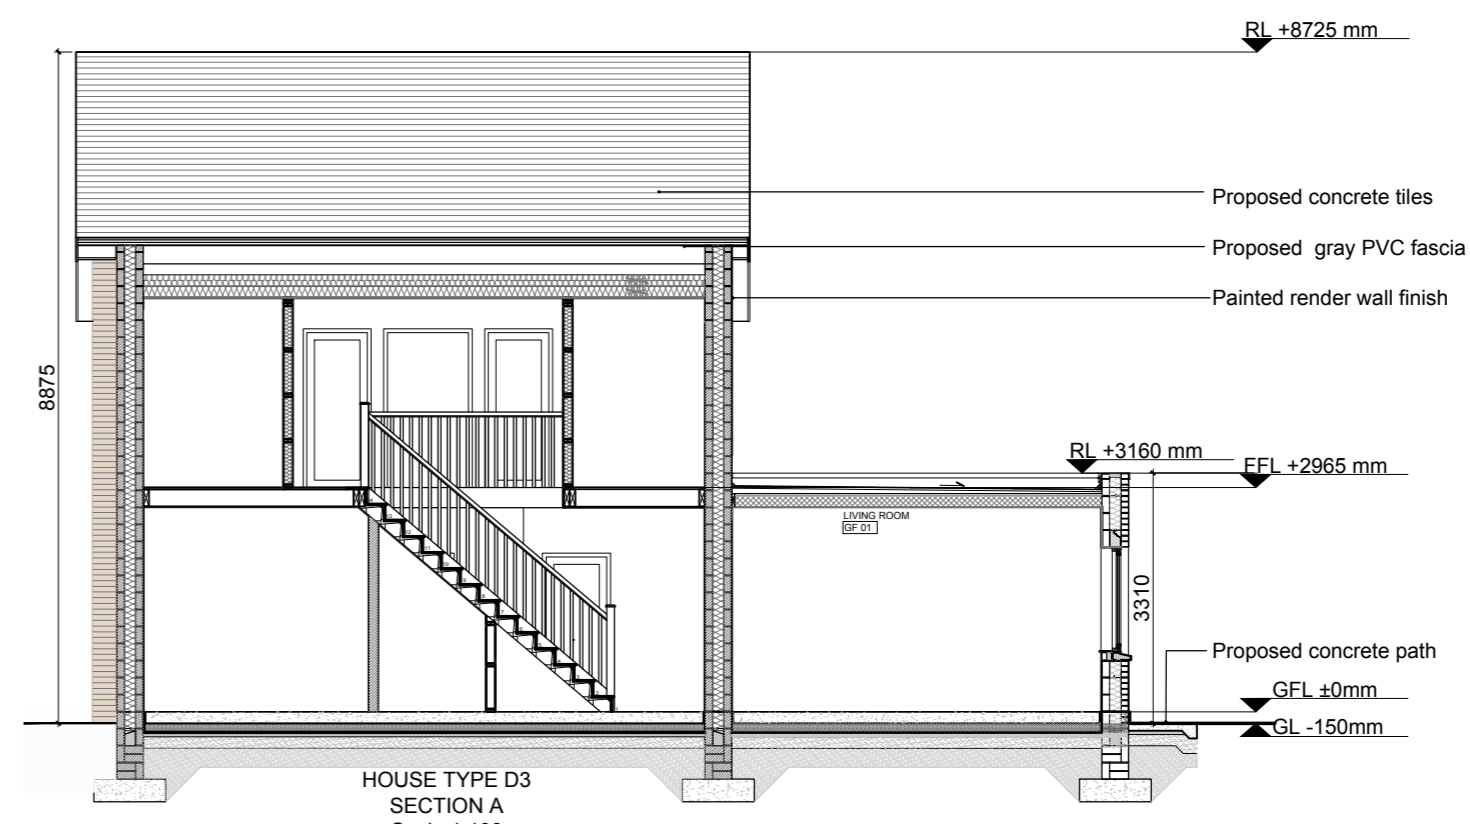 RL +8725 mm
Proposed concrete tiles
Proposed gray PVC fascia
Painted render wall finish
8875
RL +3160 mm
FFL +2965 mm
LIVING ROOM
GF 01
3310
Proposed concrete path
GFL ±0mm
GL -150mm
HOUSE TYPE D3
SECTION A